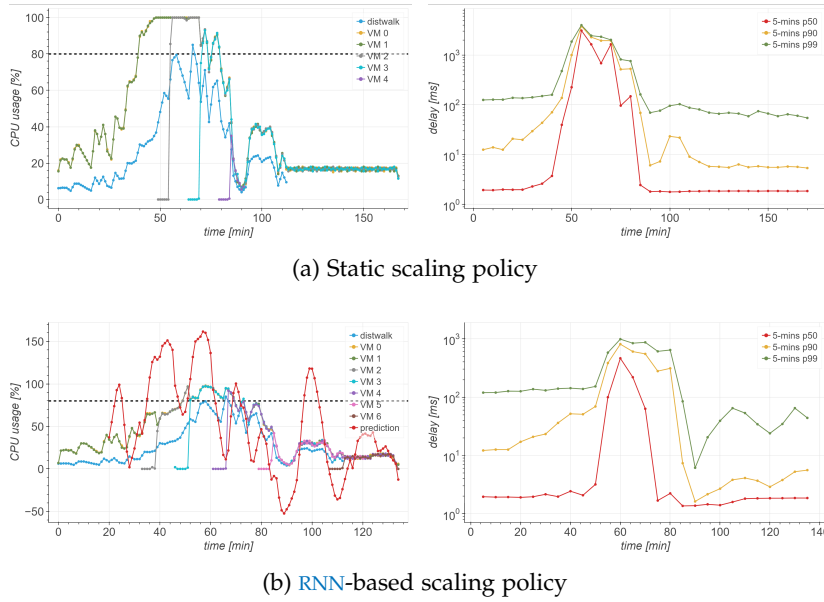 CPU usage [%]
100
80
60
40
20
0
0
50
100
150
time [min]
distwalk
VM 0
VM 1
VM 2
VM 3
VM 4
delay [ms]
10³
10²
10¹
10⁰
50
100
150
time [min]
5-mins p50
5-mins p90
5-mins p99
(a) Static scaling policy
CPU usage [%]
150
100
50
0
−50
0
20
40
60
80
100
120
time [min]
distwalk
VM 0
VM 1
VM 2
VM 3
VM 4
VM 5
VM 6
prediction
delay [ms]
10³
10²
10¹
10⁰
20
40
60
80
100
120
time [min]
5-mins p50
5-mins p90
5-mins p99
(b) RNN-based scaling policy